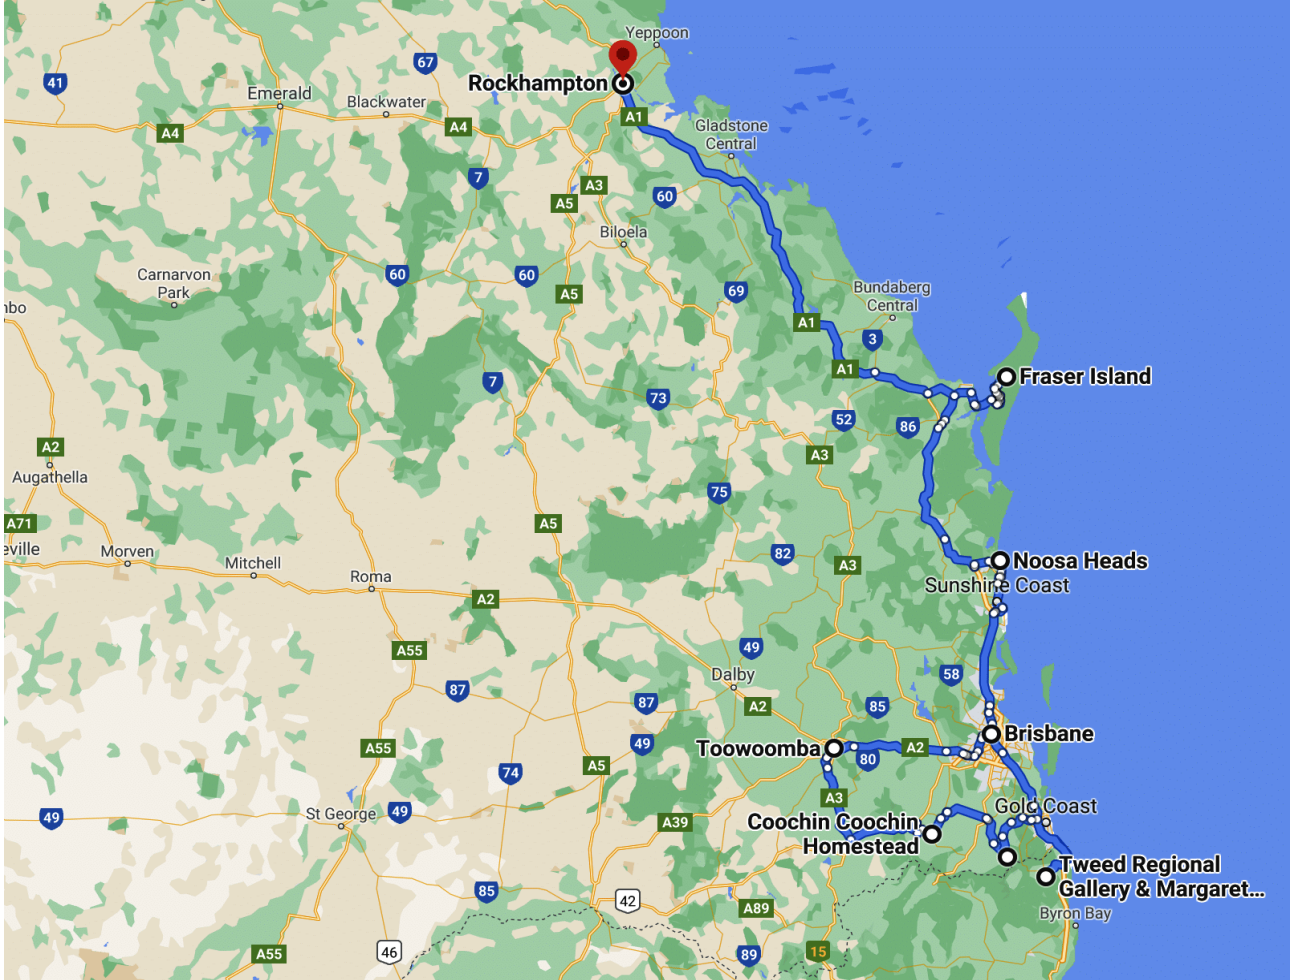 Yeppoon
67
41
Rockhampton
Emerald
Blackwater
A1
A4
A4
Gladstone
Central
7
A3
60
A5
Biloela
60
60
Carnarvon
Park
A5
69
Bundaberg
Central
A1
3
A1
Fraser Island
7
73
52
86
A2
A3
Augathella
75
A71
A5
eville
Morven
82
Mitchell
A3
Noosa Heads
Roma
Sunshine Coast
A2
49
A55
58
Dalby
87
87
A2
85
Brisbane
49
A55
Toowoomba
A2
80
A5
74
A3
Gold Coast
St George
49
49
A39
Coochin Coochin
Homestead
Tweed Regional
Gallery & Margaret...
85
42
A89
Byron Bay
46
A55
89
15